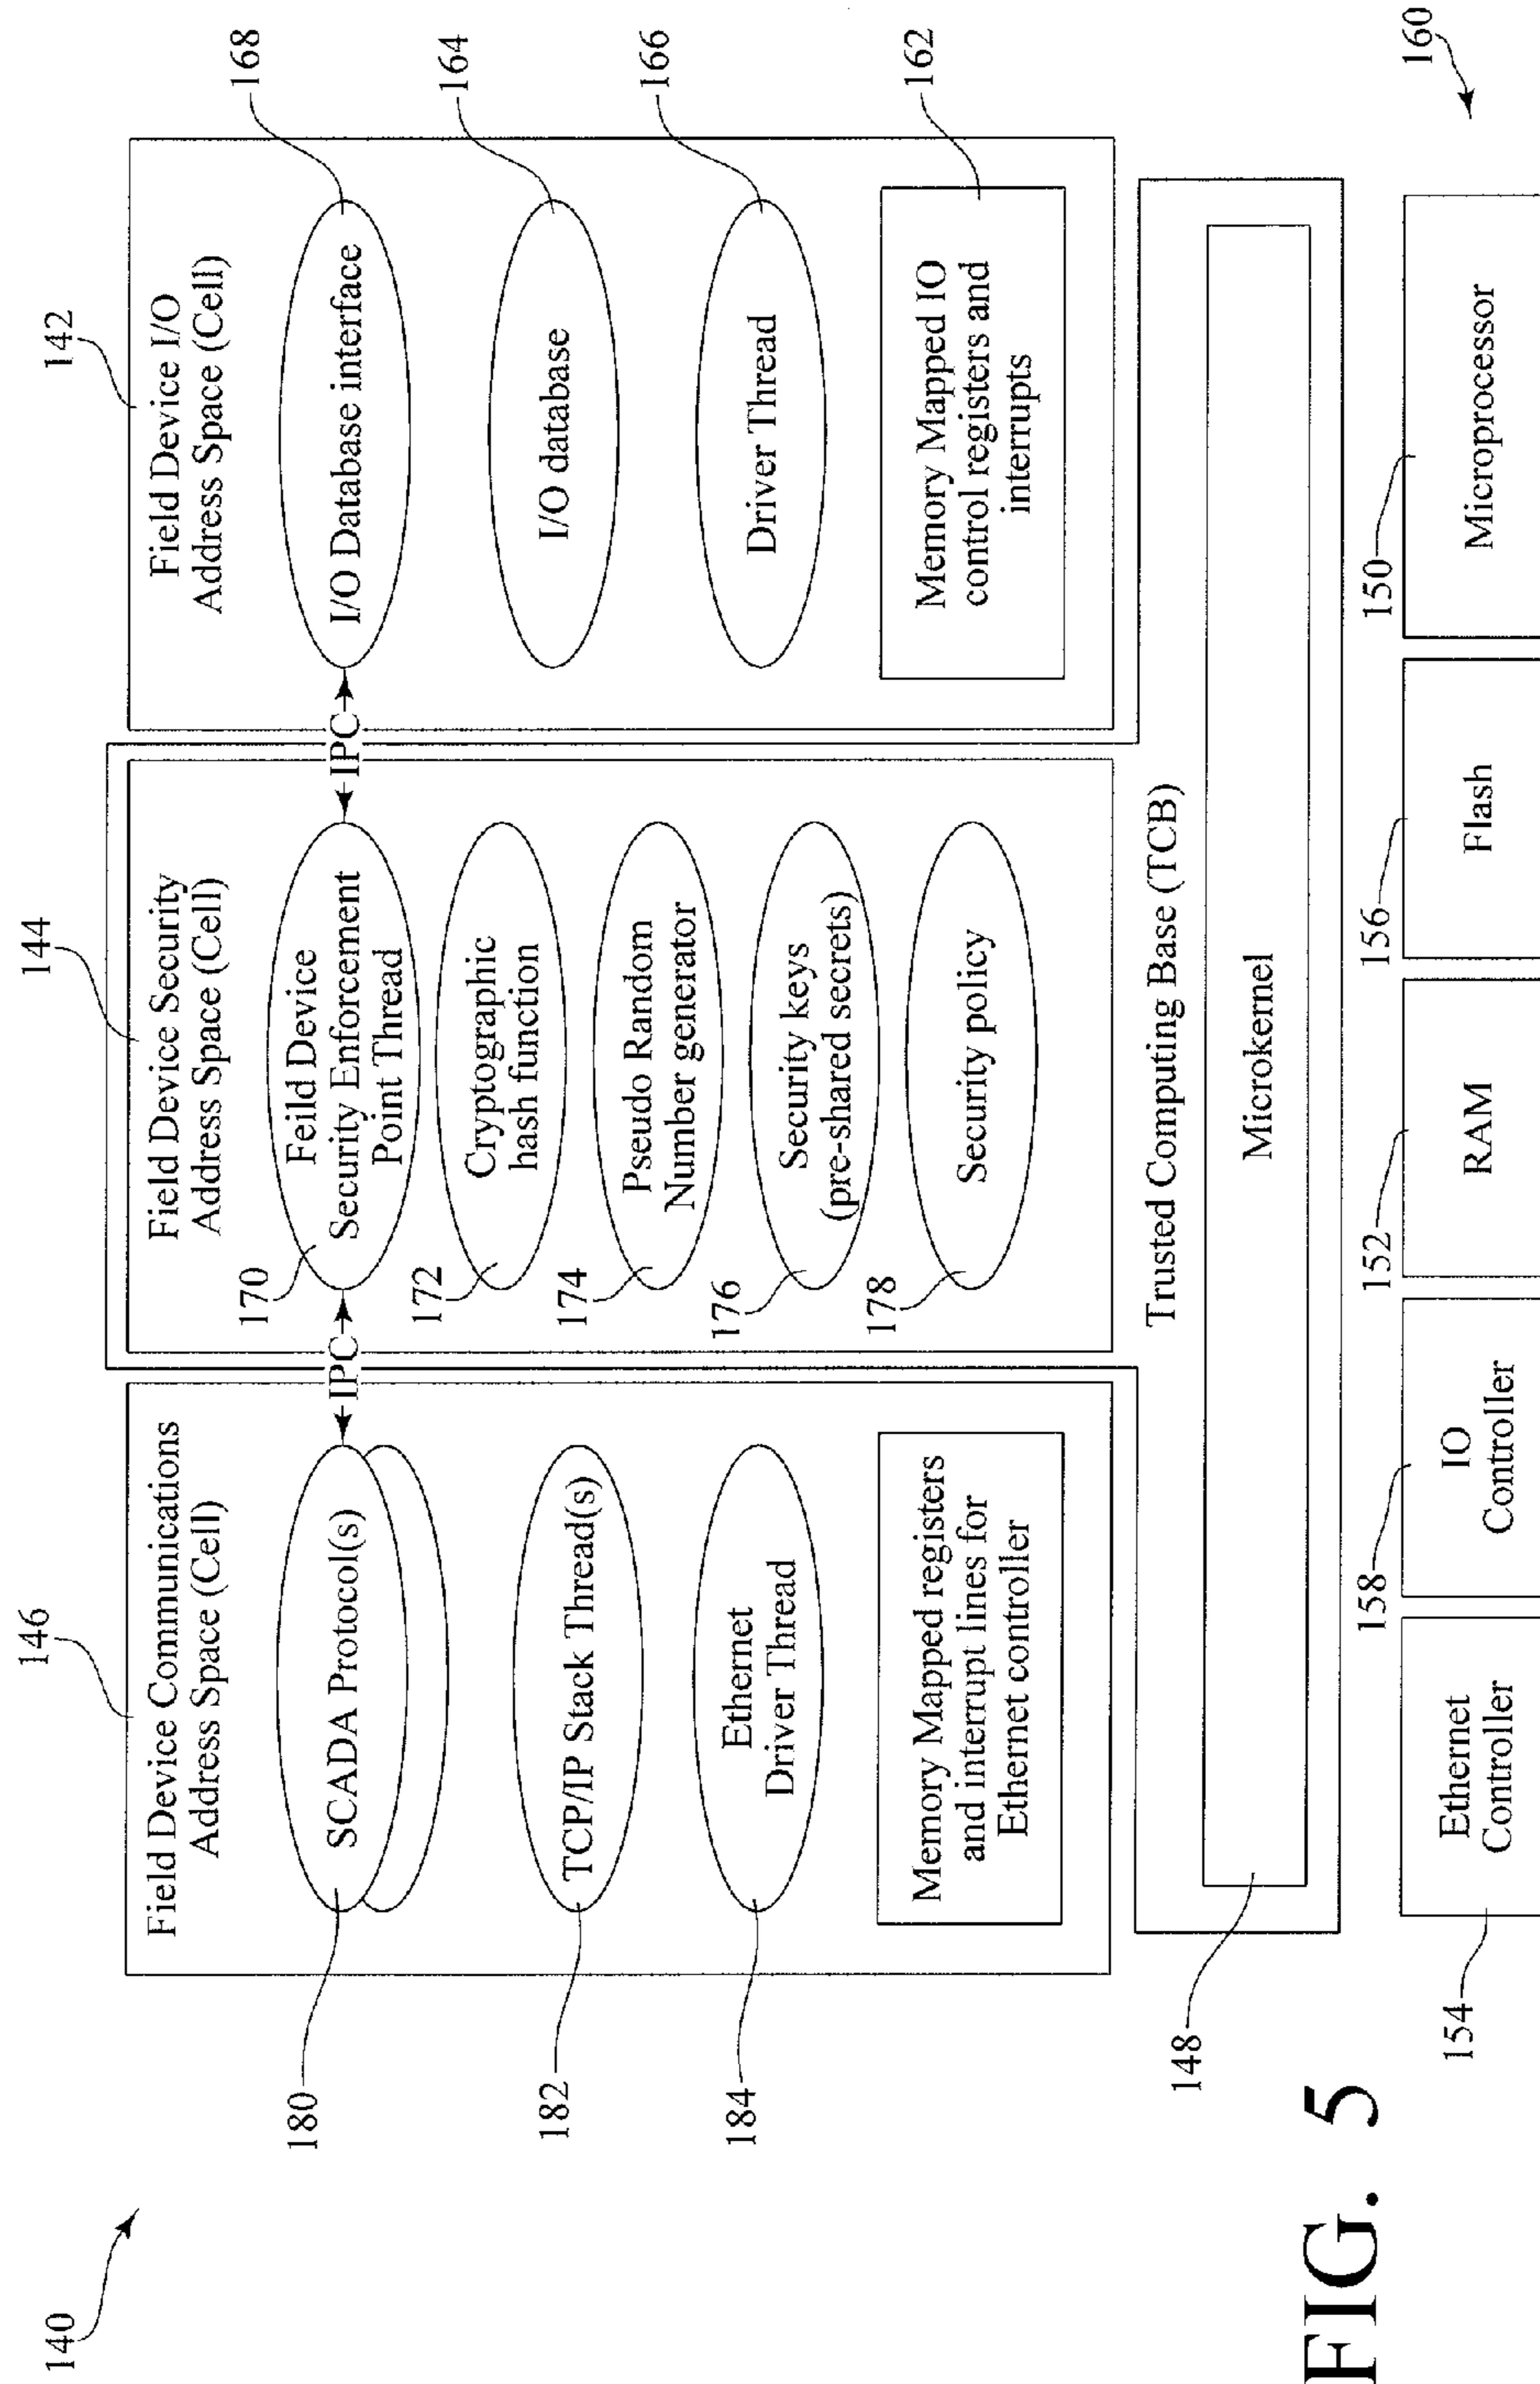 140
146
Field Device Communications
Address Space (Cell)
SCADA Protocol(s)
180
TCP/IP Stack Thread(s)
182
Ethernet
Driver Thread
184
Memory Mapped registers
and interrupt lines for
Ethernet controller
IPC
144
Field Device Security
Address Space (Cell)
170
Feild Device
Security Enforcement
Point Thread
172
Cryptographic
hash function
174
Pseudo Random
Number generator
176
Security keys
(pre-shared secrets)
178
Security policy
IPC
142
Field Device I/O
Address Space (Cell)
I/O Database interface
168
I/O database
164
Driver Thread
166
Memory Mapped IO
control registers and
interrupts
162
Trusted Computing Base (TCB)
Microkernel
148
154
Ethernet
Controller
158
IO
Controller
152
RAM
156
Flash
150
Microprocessor
160
FIG. 5